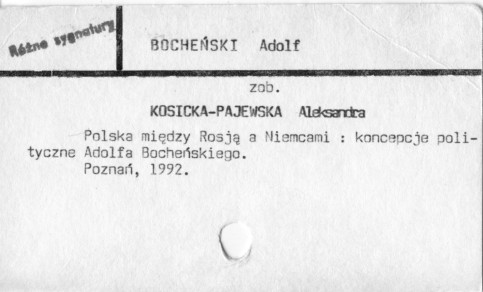 Różne sygnatury
BOCHEŃSKI Adolf
zob.
KOSICKA-PAJEWSKA Aleksandra
Polska między Rosją a Niemcami : koncepcje poli-
tyczne Adolfa Bocheńskiego.
Poznań, 1992.